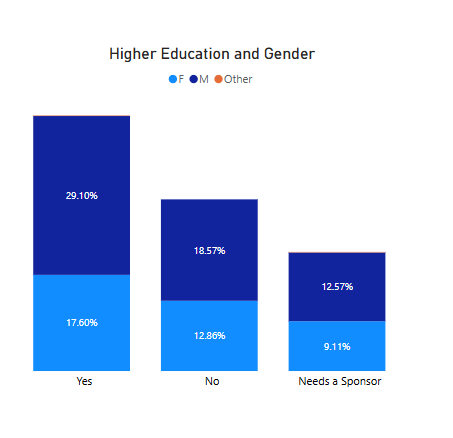 Higher Education and Gender
F M Other
29.10%
17.60%
18.57%
12.86%
12.57%
9.11%
Yes No Needs a Sponsor